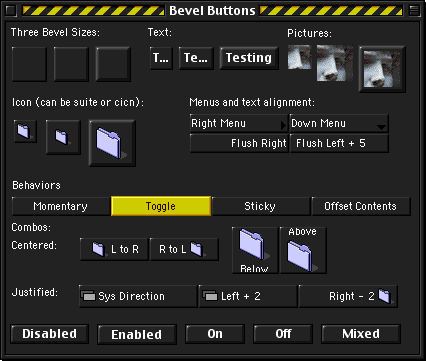 Bevel Buttons
Three Bevel Sizes:
Text:
Pictures:
T...
Te...
Testing
Icon (can be suite or cicn):
Menus and text alignment:
Right Menu
Down Menu
Flush Right
Flush Left + 5
Behaviors
Momentary
Toggle
Sticky
Offset Contents
Combos:
Centered:
L to R
R to L
Below
Above
Justified:
Sys Direction
Left + 2
Right - 2
Disabled
Enabled
On
Off
Mixed